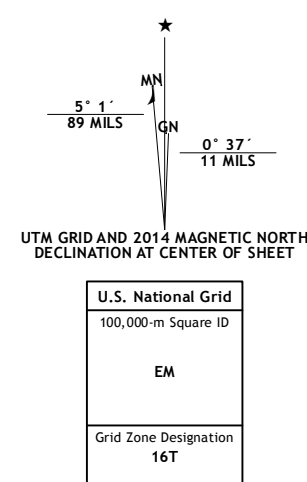 MN
5° 1´
89 MILS
GN
0° 37´
11 MILS
UTM GRID AND 2014 MAGNETIC NORTH
DECLINATION AT CENTER OF SHEET
U.S. National Grid
100,000-m Square ID
EM
Grid Zone Designation
16T